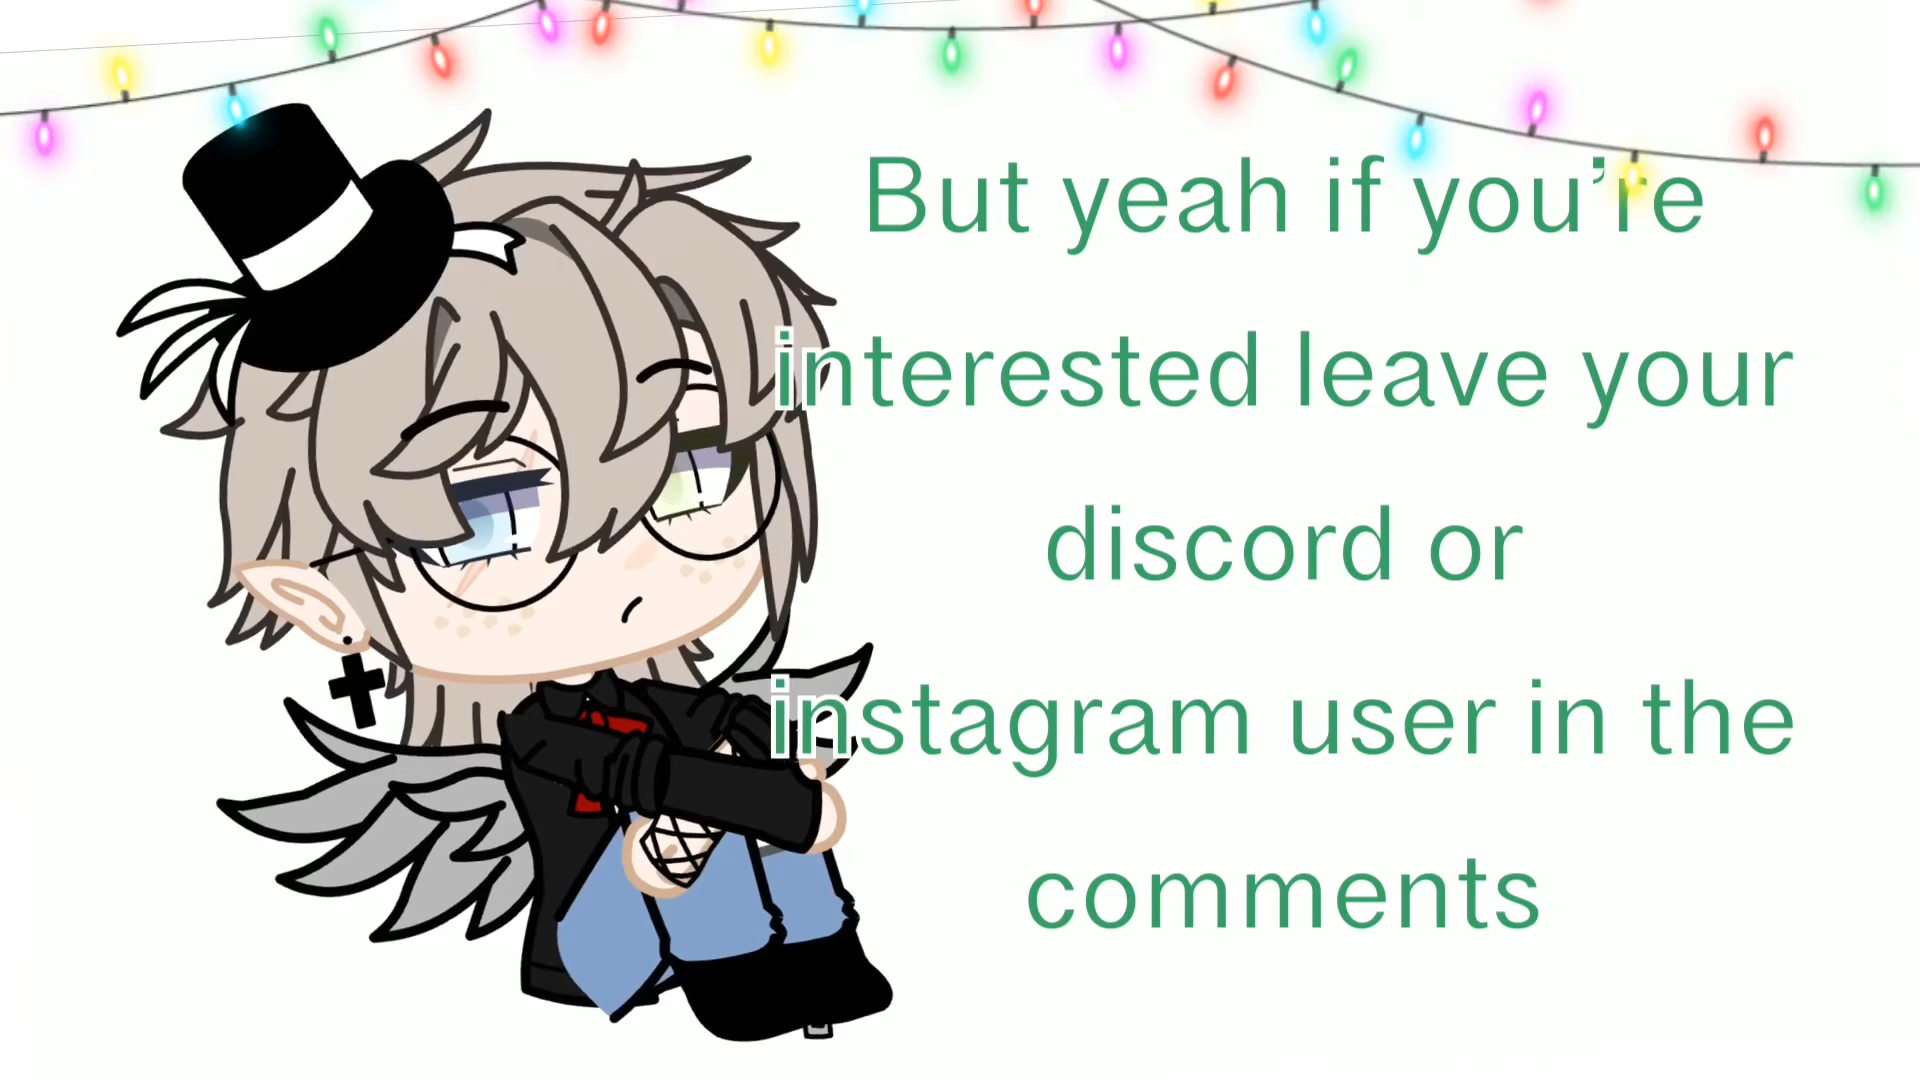 But yeah if you’re
interested leave your
discord or
instagram user in the
comments